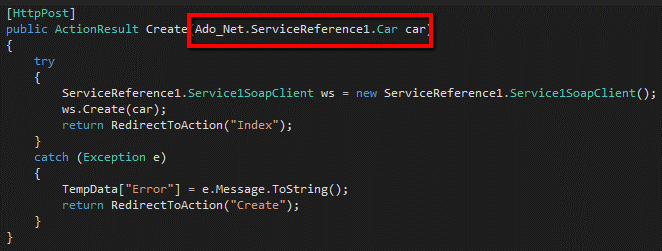 [HttpPost]
public ActionResult Create(Ado_Net.ServiceReference1.Car car)
{
try
{
ServiceReference1.Service1SoapClient ws = new ServiceReference1.Service1SoapClient();
ws.Create(car);
return RedirectToAction("Index");
}
catch (Exception e)
{
TempData["Error"] = e.Message.ToString();
return RedirectToAction("Create");
}
}